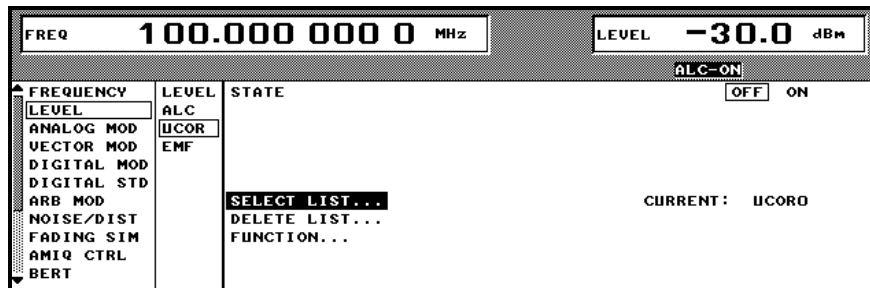 FREQ 100.000 000 0 MHz LEVEL -30.0 dBm
ALC-ON
FREQUENCY LEVEL STATE OFF ON
LEVEL ALC
ANALOG MOD UCOR
VECTOR MOD EMF
DIGITAL MOD
DIGITAL STD
ARB MOD SELECT LIST... CURRENT: UCOR0
NOISE/DIST DELETE LIST...
FADING SIM FUNCTION...
AMIQ CTRL
BERT